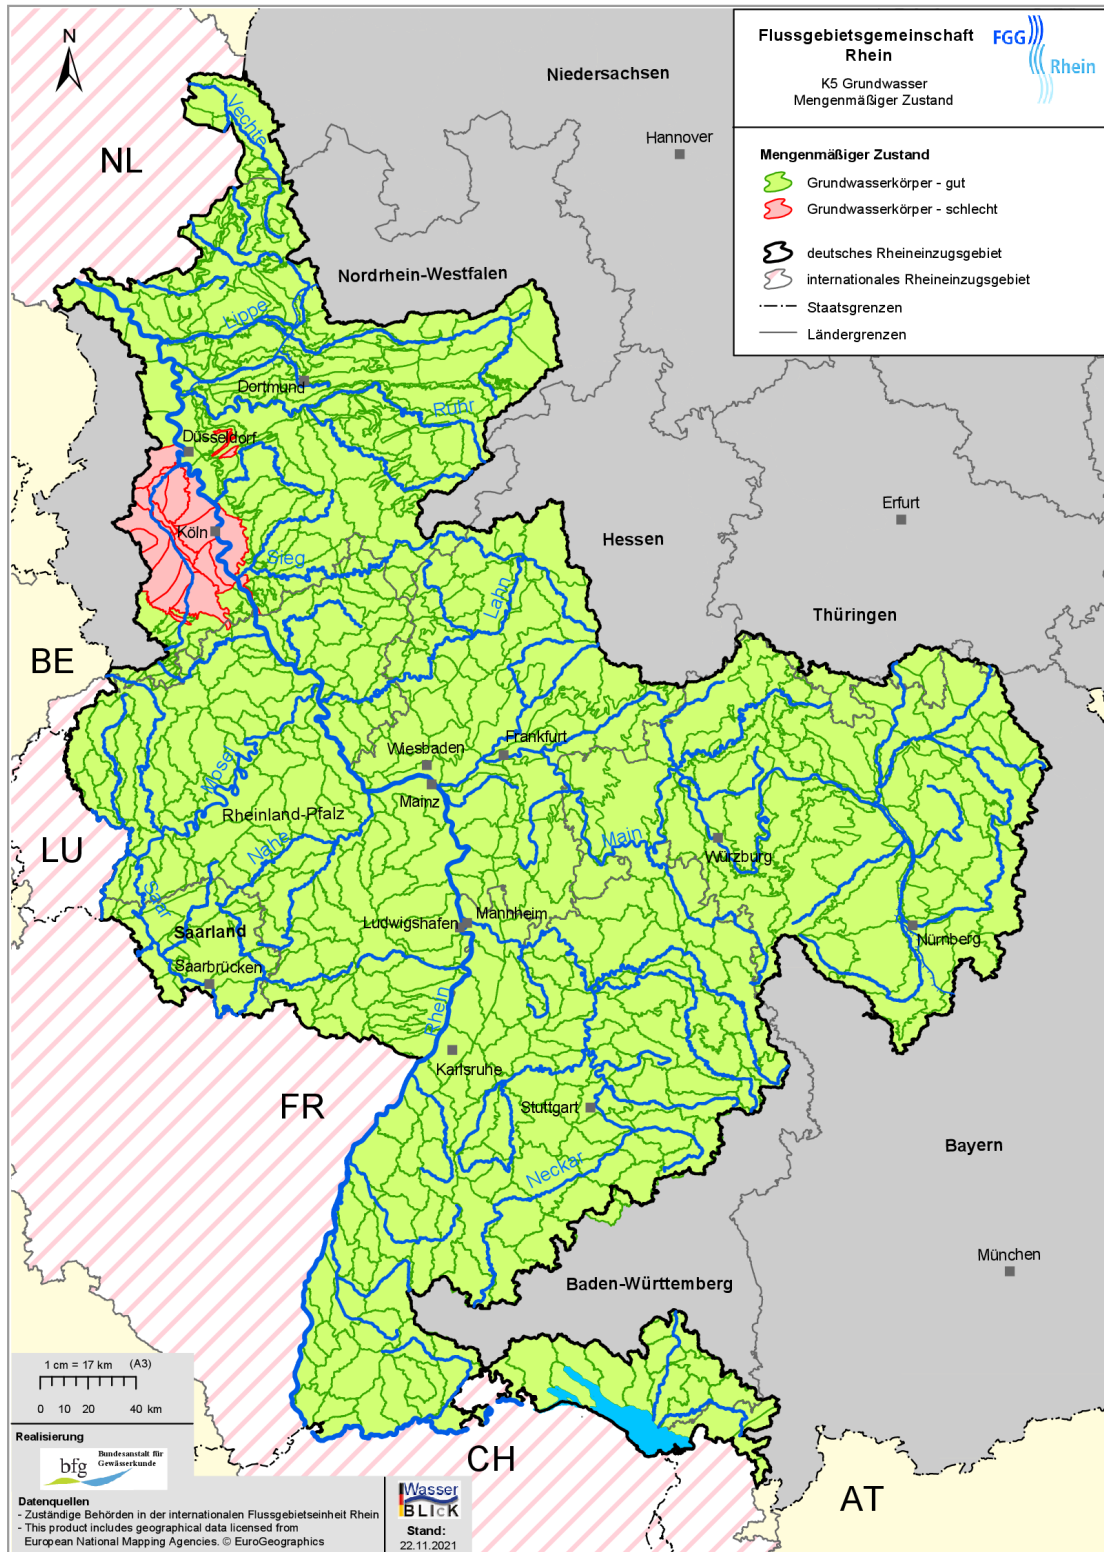 Flussgebietsgemeinschaft
Rhein
K5 Grundwasser
Mengenmäßiger Zustand
FGG
Rhein
Mengenmäßiger Zustand
Grundwasserkörper - gut
Grundwasserkörper - schlecht
deutsches Rheineinzugsgebiet
internationales Rheineinzugsgebiet
Staatsgrenzen
Ländergrenzen
N
Niedersachsen
Hannover
Vechte
NL
Nordrhein-Westfalen
Lippe
Dortmund
Ruhr
Düsseldorf
Köln
Erfurt
Hessen
Sieg
Lahn
Thüringen
BE
Wiesbaden
Frankfurt
Mosel
Mainz
Rheinland-Pfalz
Nahe
Main
Würzburg
LU
Saar
Saarland
Ludwigshafen
Mannheim
Nürnberg
Saarbrücken
Rhein
Karlsruhe
FR
Stuttgart
Bayern
Neckar
München
Baden-Württemberg
CH
AT
1 cm = 17 km (A3)
0 10 20 40 km
Realisierung
bfg
Bundesanstalt für
Gewässerkunde
Datenquellen
- Zuständige Behörden in der internationalen Flussgebietseinheit Rhein
- This product includes geographical data licensed from
European National Mapping Agencies. © EuroGeographics
Wasser
BLIcK
Stand:
22.11.2021